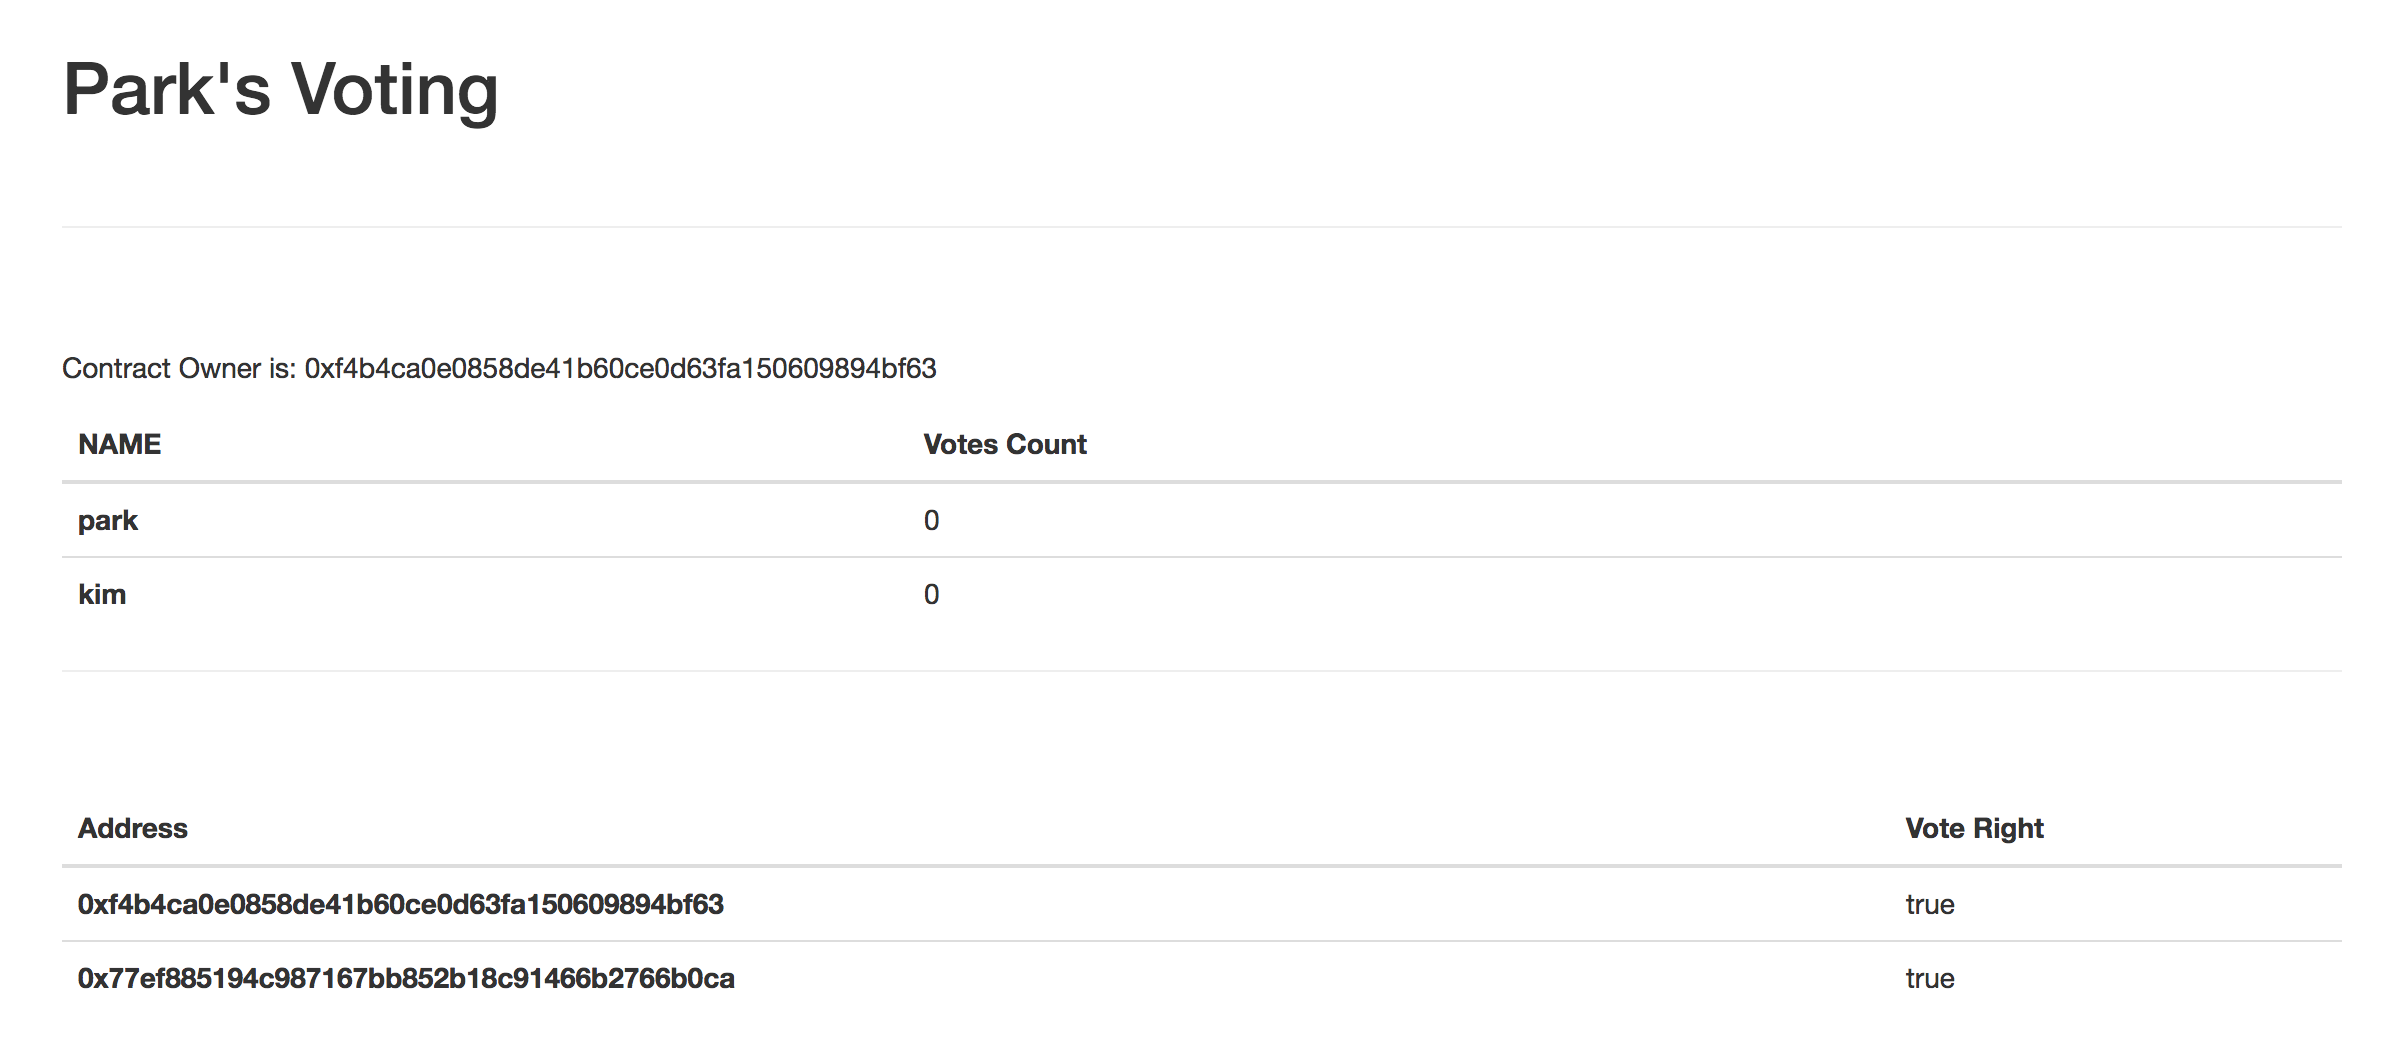 Park's Voting
Contract Owner is: 0xf4b4ca0e0858de41b60ce0d63fa150609894bf63
NAME Votes Count
park 0
kim 0
Address Vote Right
0xf4b4ca0e0858de41b60ce0d63fa150609894bf63 true
0x77ef885194c987167bb852b18c91466b2766b0ca true